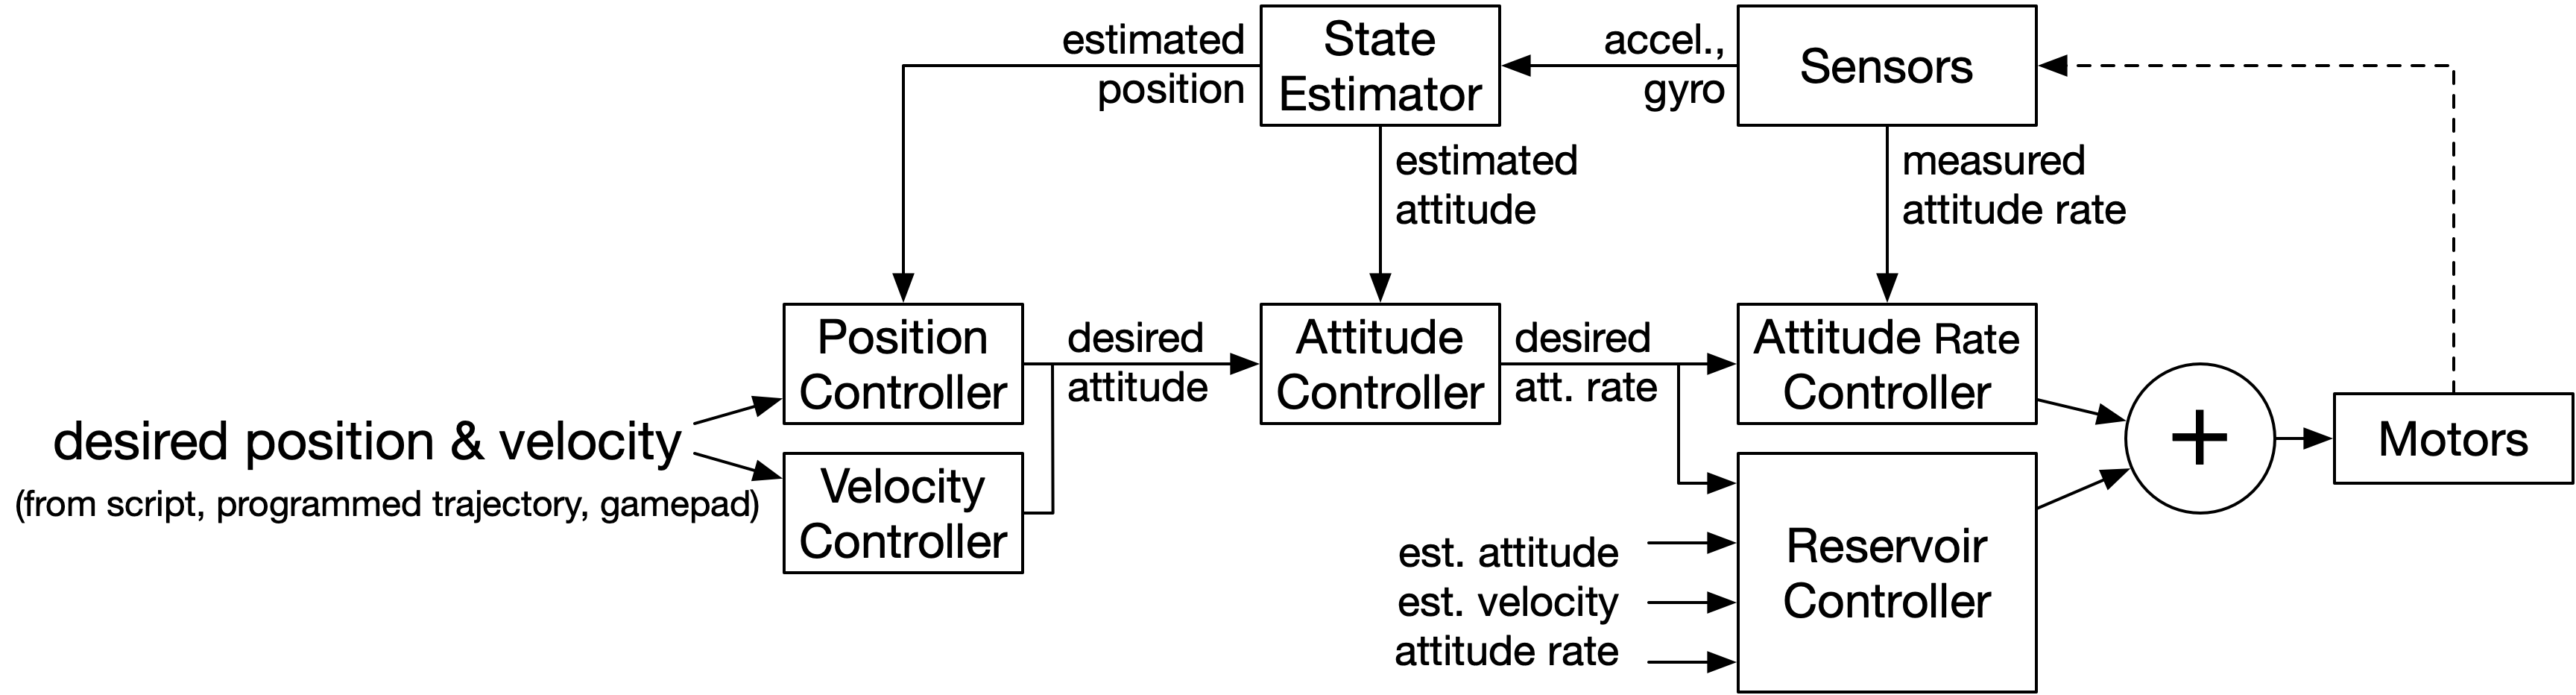 estimated
position
State
Estimator
accel.,
gyro
Sensors
estimated
attitude
measured
attitude rate
Position
Controller
desired
attitude
Attitude
Controller
desired
att. rate
Attitude Rate
Controller
desired position & velocity
(from script, programmed trajectory, gamepad)
Velocity
Controller
+
Motors
est. attitude
est. velocity
attitude rate
Reservoir
Controller